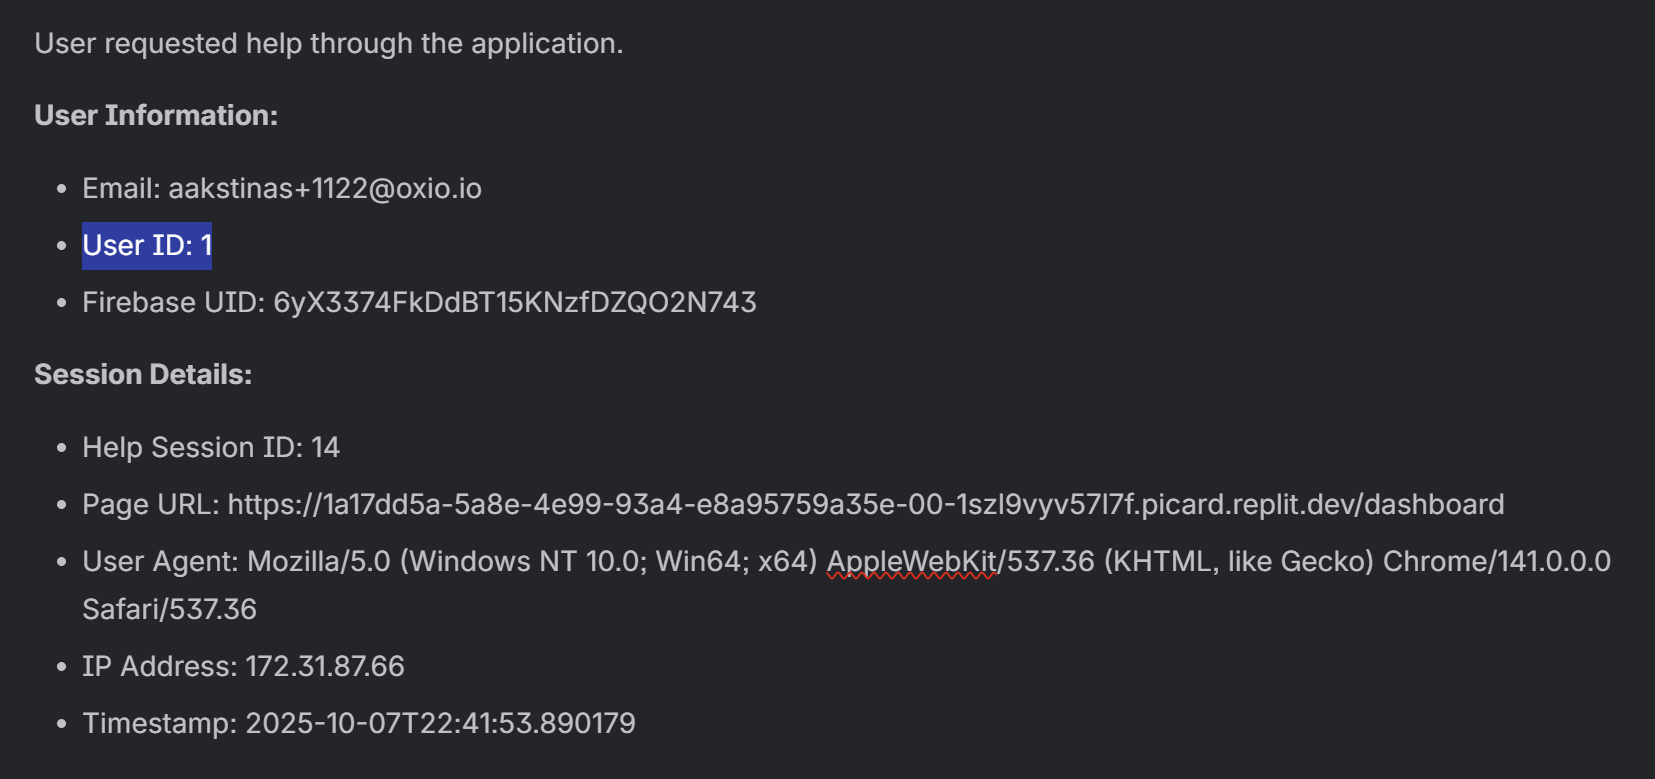 User requested help through the application.
User Information:
• Email: aakstinas+1122@oxio.io
• User ID: 1
• Firebase UID: 6yX3374FkDdBT15KNzfDZQO2N743
Session Details:
• Help Session ID: 14
• Page URL: https://1a17dd5a-5a8e-4e99-93a4-e8a95759a35e-00-1szl9vyv57l7f.picard.replit.dev/dashboard
• User Agent: Mozilla/5.0 (Windows NT 10.0; Win64; x64) AppleWebKit/537.36 (KHTML, like Gecko) Chrome/141.0.0.0
Safari/537.36
• IP Address: 172.31.87.66
• Timestamp: 2025-10-07T22:41:53.890179